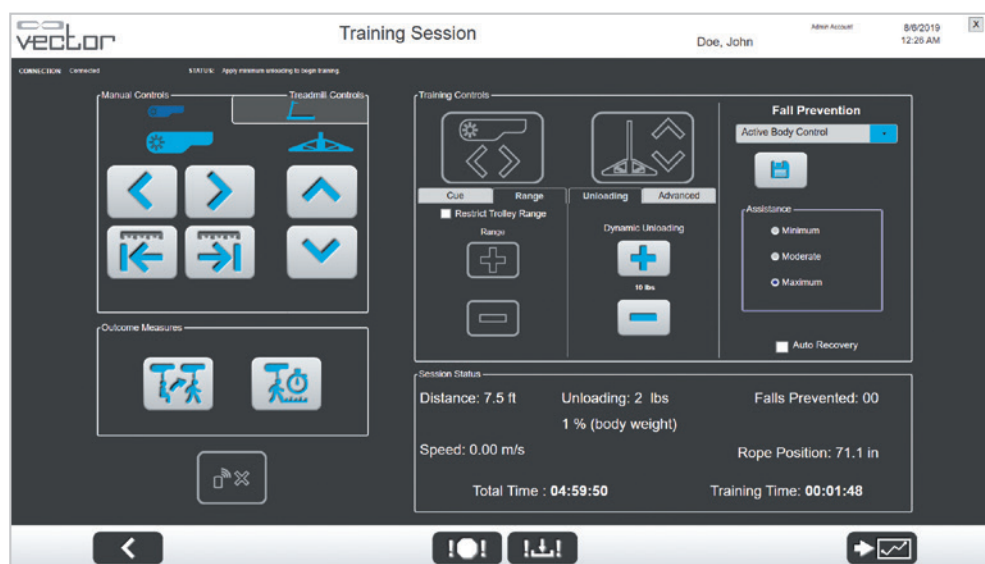 vector
Training Session
Doe, John
Admin Account
8/6/2019
12:26 AM
X
CONNECTION: Connected
STATUS: Apply minimum unloading to begin training.
Manual Controls
Treadmill Controls
Training Controls
Cue
Range
Unloading
Advanced
Restrict Trolley Range
Range
Dynamic Unloading
10 lbs
Fall Prevention
Active Body Control
Assistance
Minimum
Moderate
Maximum
Auto Recovery
Outcome Measures
Session Status
Distance: 7.5 ft
Unloading: 2 lbs
Falls Prevented: 00
1 % (body weight)
Speed: 0.00 m/s
Rope Position: 71.1 in
Total Time : 04:59:50
Training Time: 00:01:48